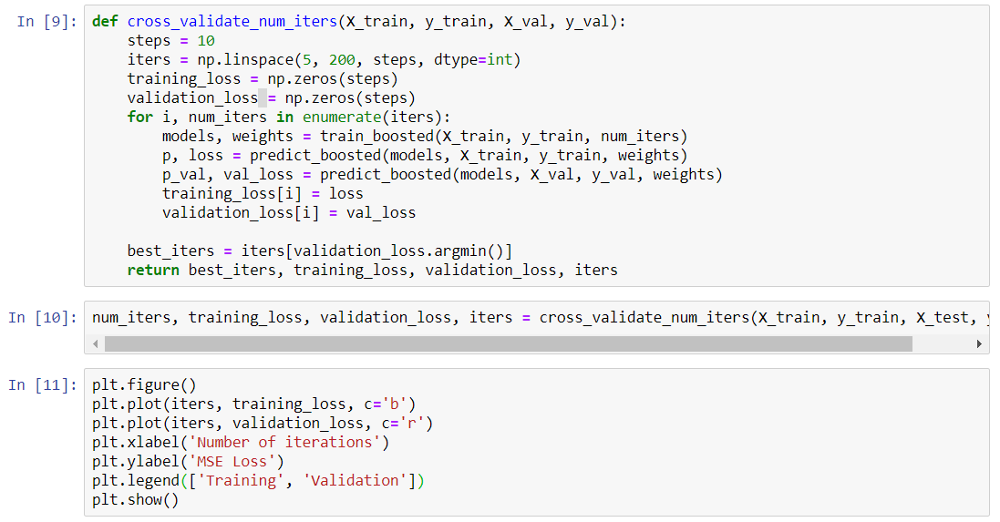 In [9]: def cross_validate_num_iters(X_train, y_train, X_val, y_val):
    steps = 10
    iters = np.linspace(5, 200, steps, dtype=int)
    training_loss = np.zeros(steps)
    validation_loss = np.zeros(steps)
    for i, num_iters in enumerate(iters):
        models, weights = train_boosted(X_train, y_train, num_iters)
        p, loss = predict_boosted(models, X_train, y_train, weights)
        p_val, val_loss = predict_boosted(models, X_val, y_val, weights)
        training_loss[i] = loss
        validation_loss[i] = val_loss
    best_iters = iters[validation_loss.argmin()]
    return best_iters, training_loss, validation_loss, iters
In [10]: num_iters, training_loss, validation_loss, iters = cross_validate_num_iters(X_train, y_train, X_test,
In [11]: plt.figure()
plt.plot(iters, training_loss, c='b')
plt.plot(iters, validation_loss, c='r')
plt.xlabel('Number of iterations')
plt.ylabel('MSE Loss')
plt.legend(['Training', 'Validation'])
plt.show()